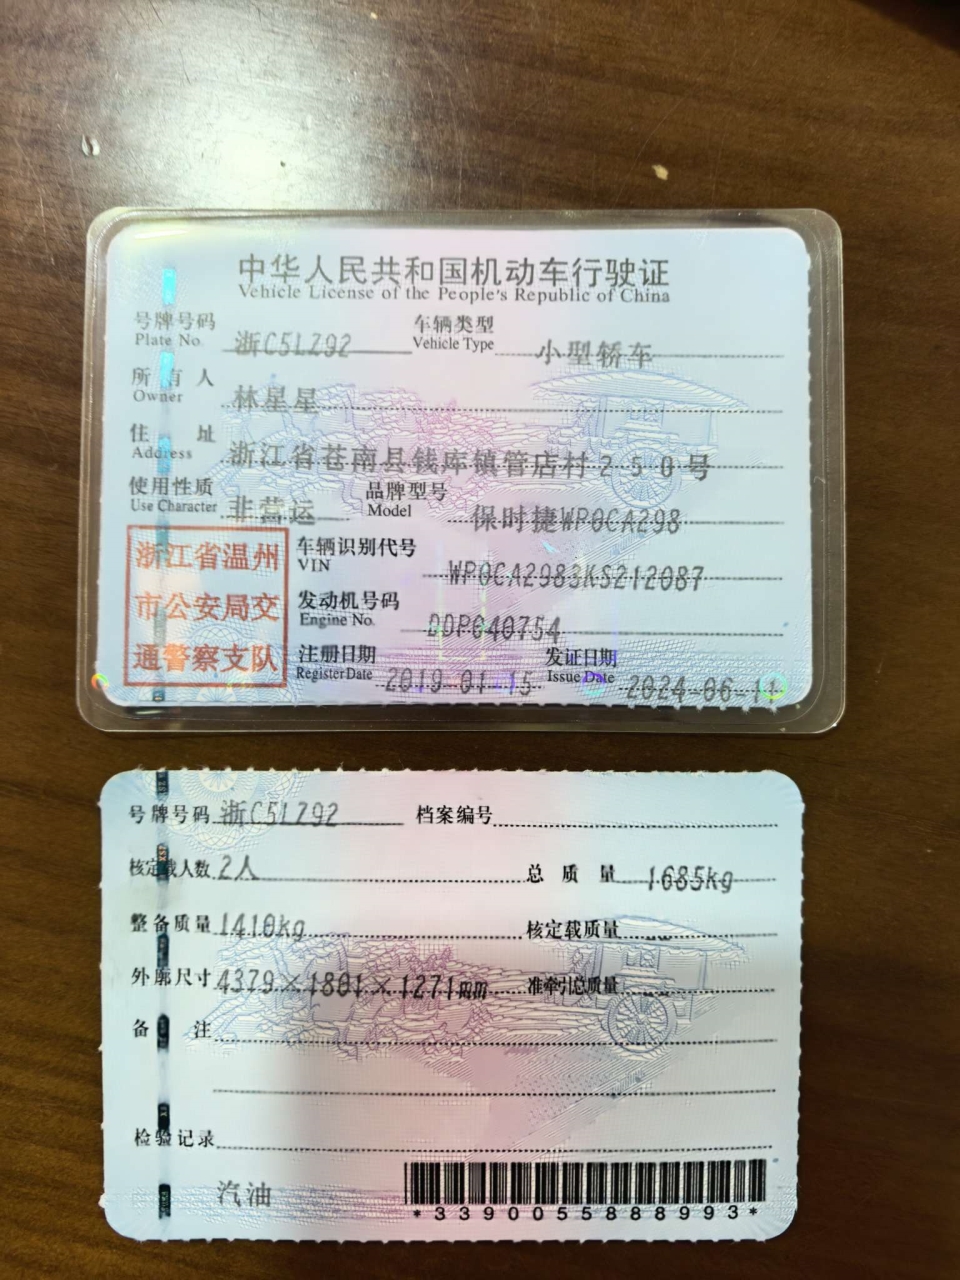 中华人民共和国机动车行驶证
Vehicle License of the People's Republic of China
号牌号码 Plate No. 浙C5LZ92 车辆类型 Vehicle Type 小型轿车
所有人 Owner 林星星
住址 Address 浙江省苍南县钱库镇管店村250号
使用性质 Use Character 非营运 品牌型号 Model 保时捷WP0CA298
浙江省温州
市公安局交
通警察支队
车辆识别代号 VIN WP0CA2983KS212087
发动机号码 Engine No. DDP040754
注册日期 Register Date 2019-01-15 发证日期 Issue Date 2024-06-11
号牌号码 浙C5LZ92 档案编号
核定载人数 2人 总质量 1685kg
整备质量 1410kg 核定载质量 --
外廓尺寸 4379×1801×1271mm 准牵引总质量 --
备注
检验记录
汽油
*3390055888993*